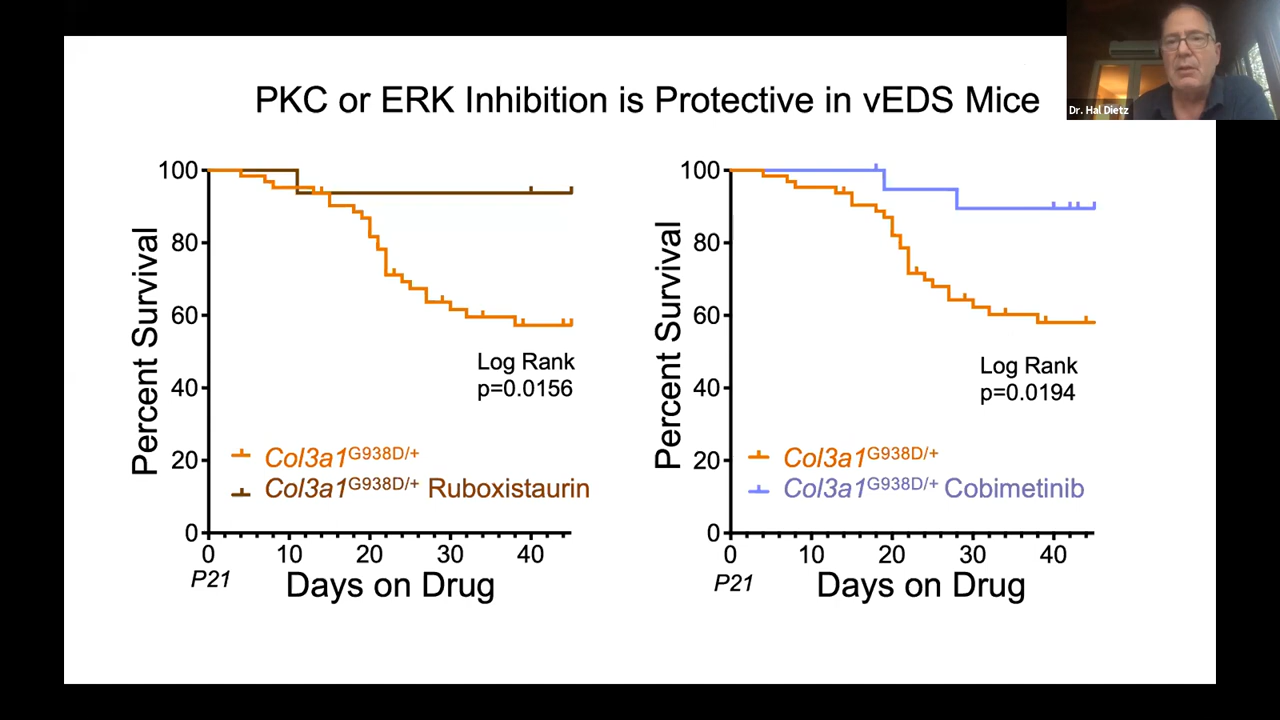 PKC or ERK Inhibition is Protective in vEDS Mice
Dr. Hal Dietz
Percent Survival
100
80
60
40
20
0
Log Rank
p=0.0156
Col3a1G938D/+
Col3a1G938D/+ Ruboxistaurin
0 10 20 30 40
P21
Days on Drug
Percent Survival
100
80
60
40
20
0
Log Rank
p=0.0194
Col3a1G938D/+
Col3a1G938D/+ Cobimetinib
0 10 20 30 40
P21
Days on Drug